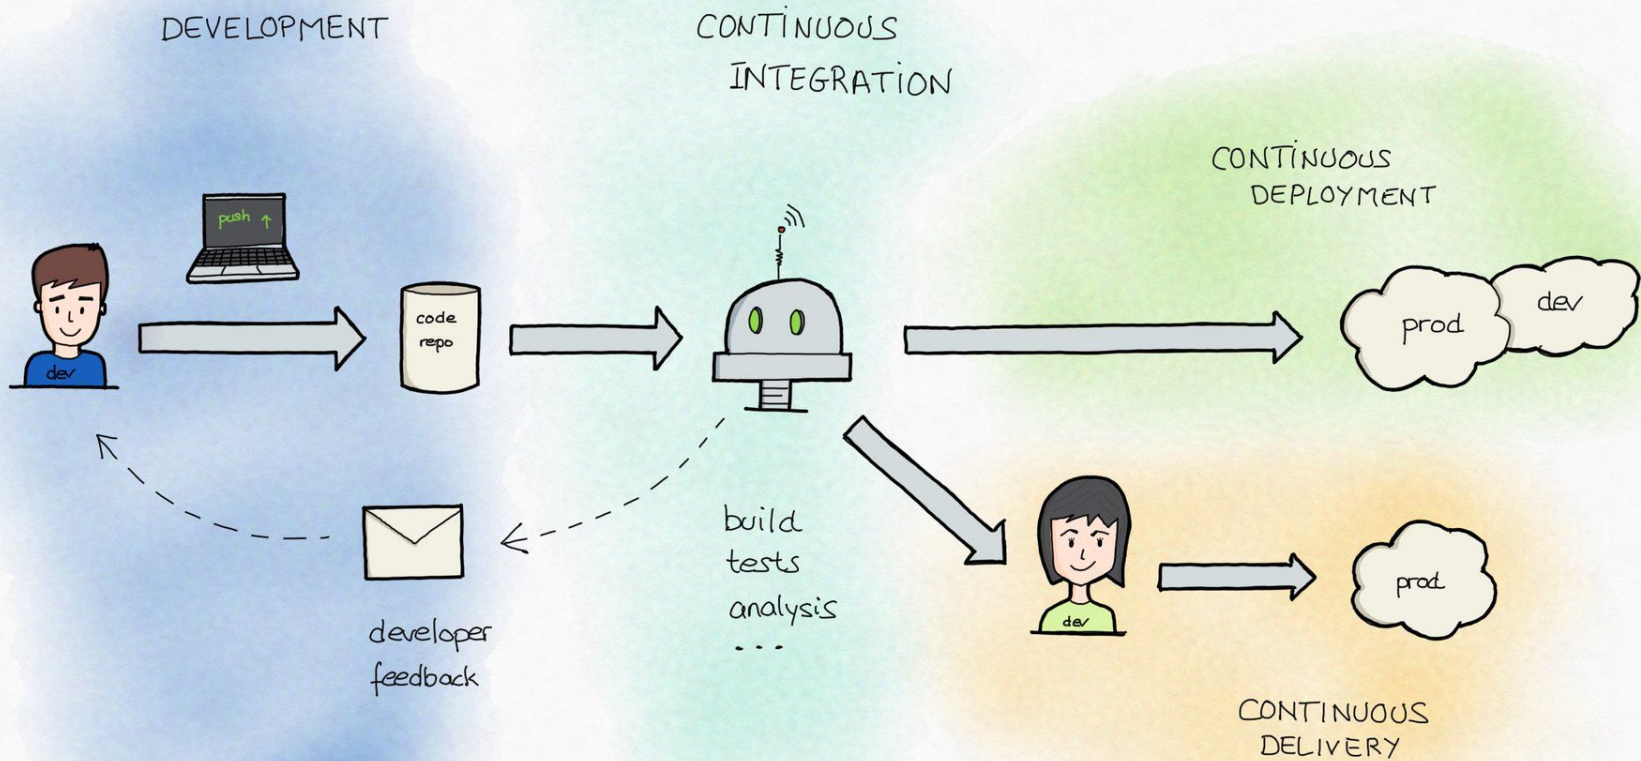 DEVELOPMENT
CONTINUOUS
INTEGRATION
CONTINUOUS
DEPLOYMENT
push ↑
dev
code
repo
prod
dev
build
tests
analysis
...
developer
feedback
dev
prod
CONTINUOUS
DELIVERY